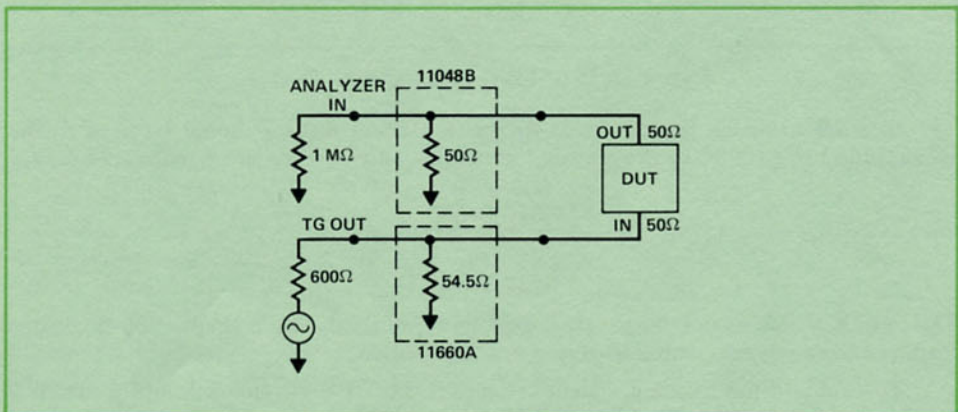 11048B
ANALYZER
IN
1 MΩ
50Ω
OUT 50Ω
DUT
IN 50Ω
TG OUT
600Ω
54.5Ω
11660A